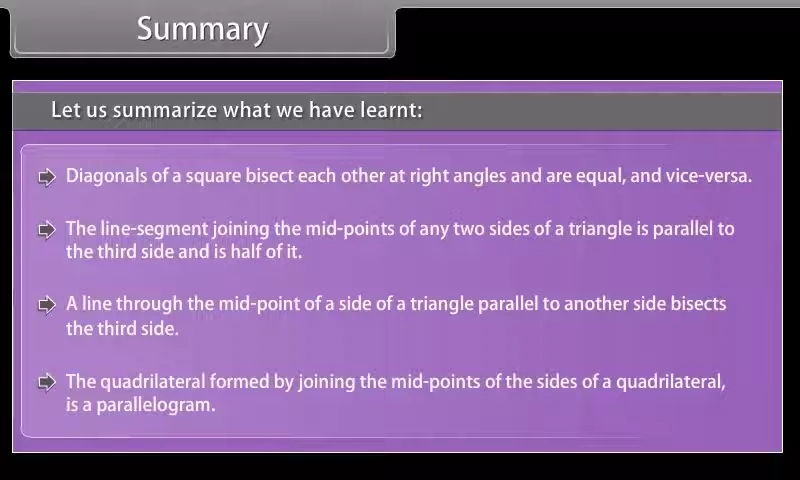 Summary
Let us summarize what we have learnt:
Diagonals of a square bisect each other at right angles and are equal, and vice-versa.
The line-segment joining the mid-points of any two sides of a triangle is parallel to
the third side and is half of it.
A line through the mid-point of a side of a triangle parallel to another side bisects
the third side.
The quadrilateral formed by joining the mid-points of the sides of a quadrilateral,
is a parallelogram.